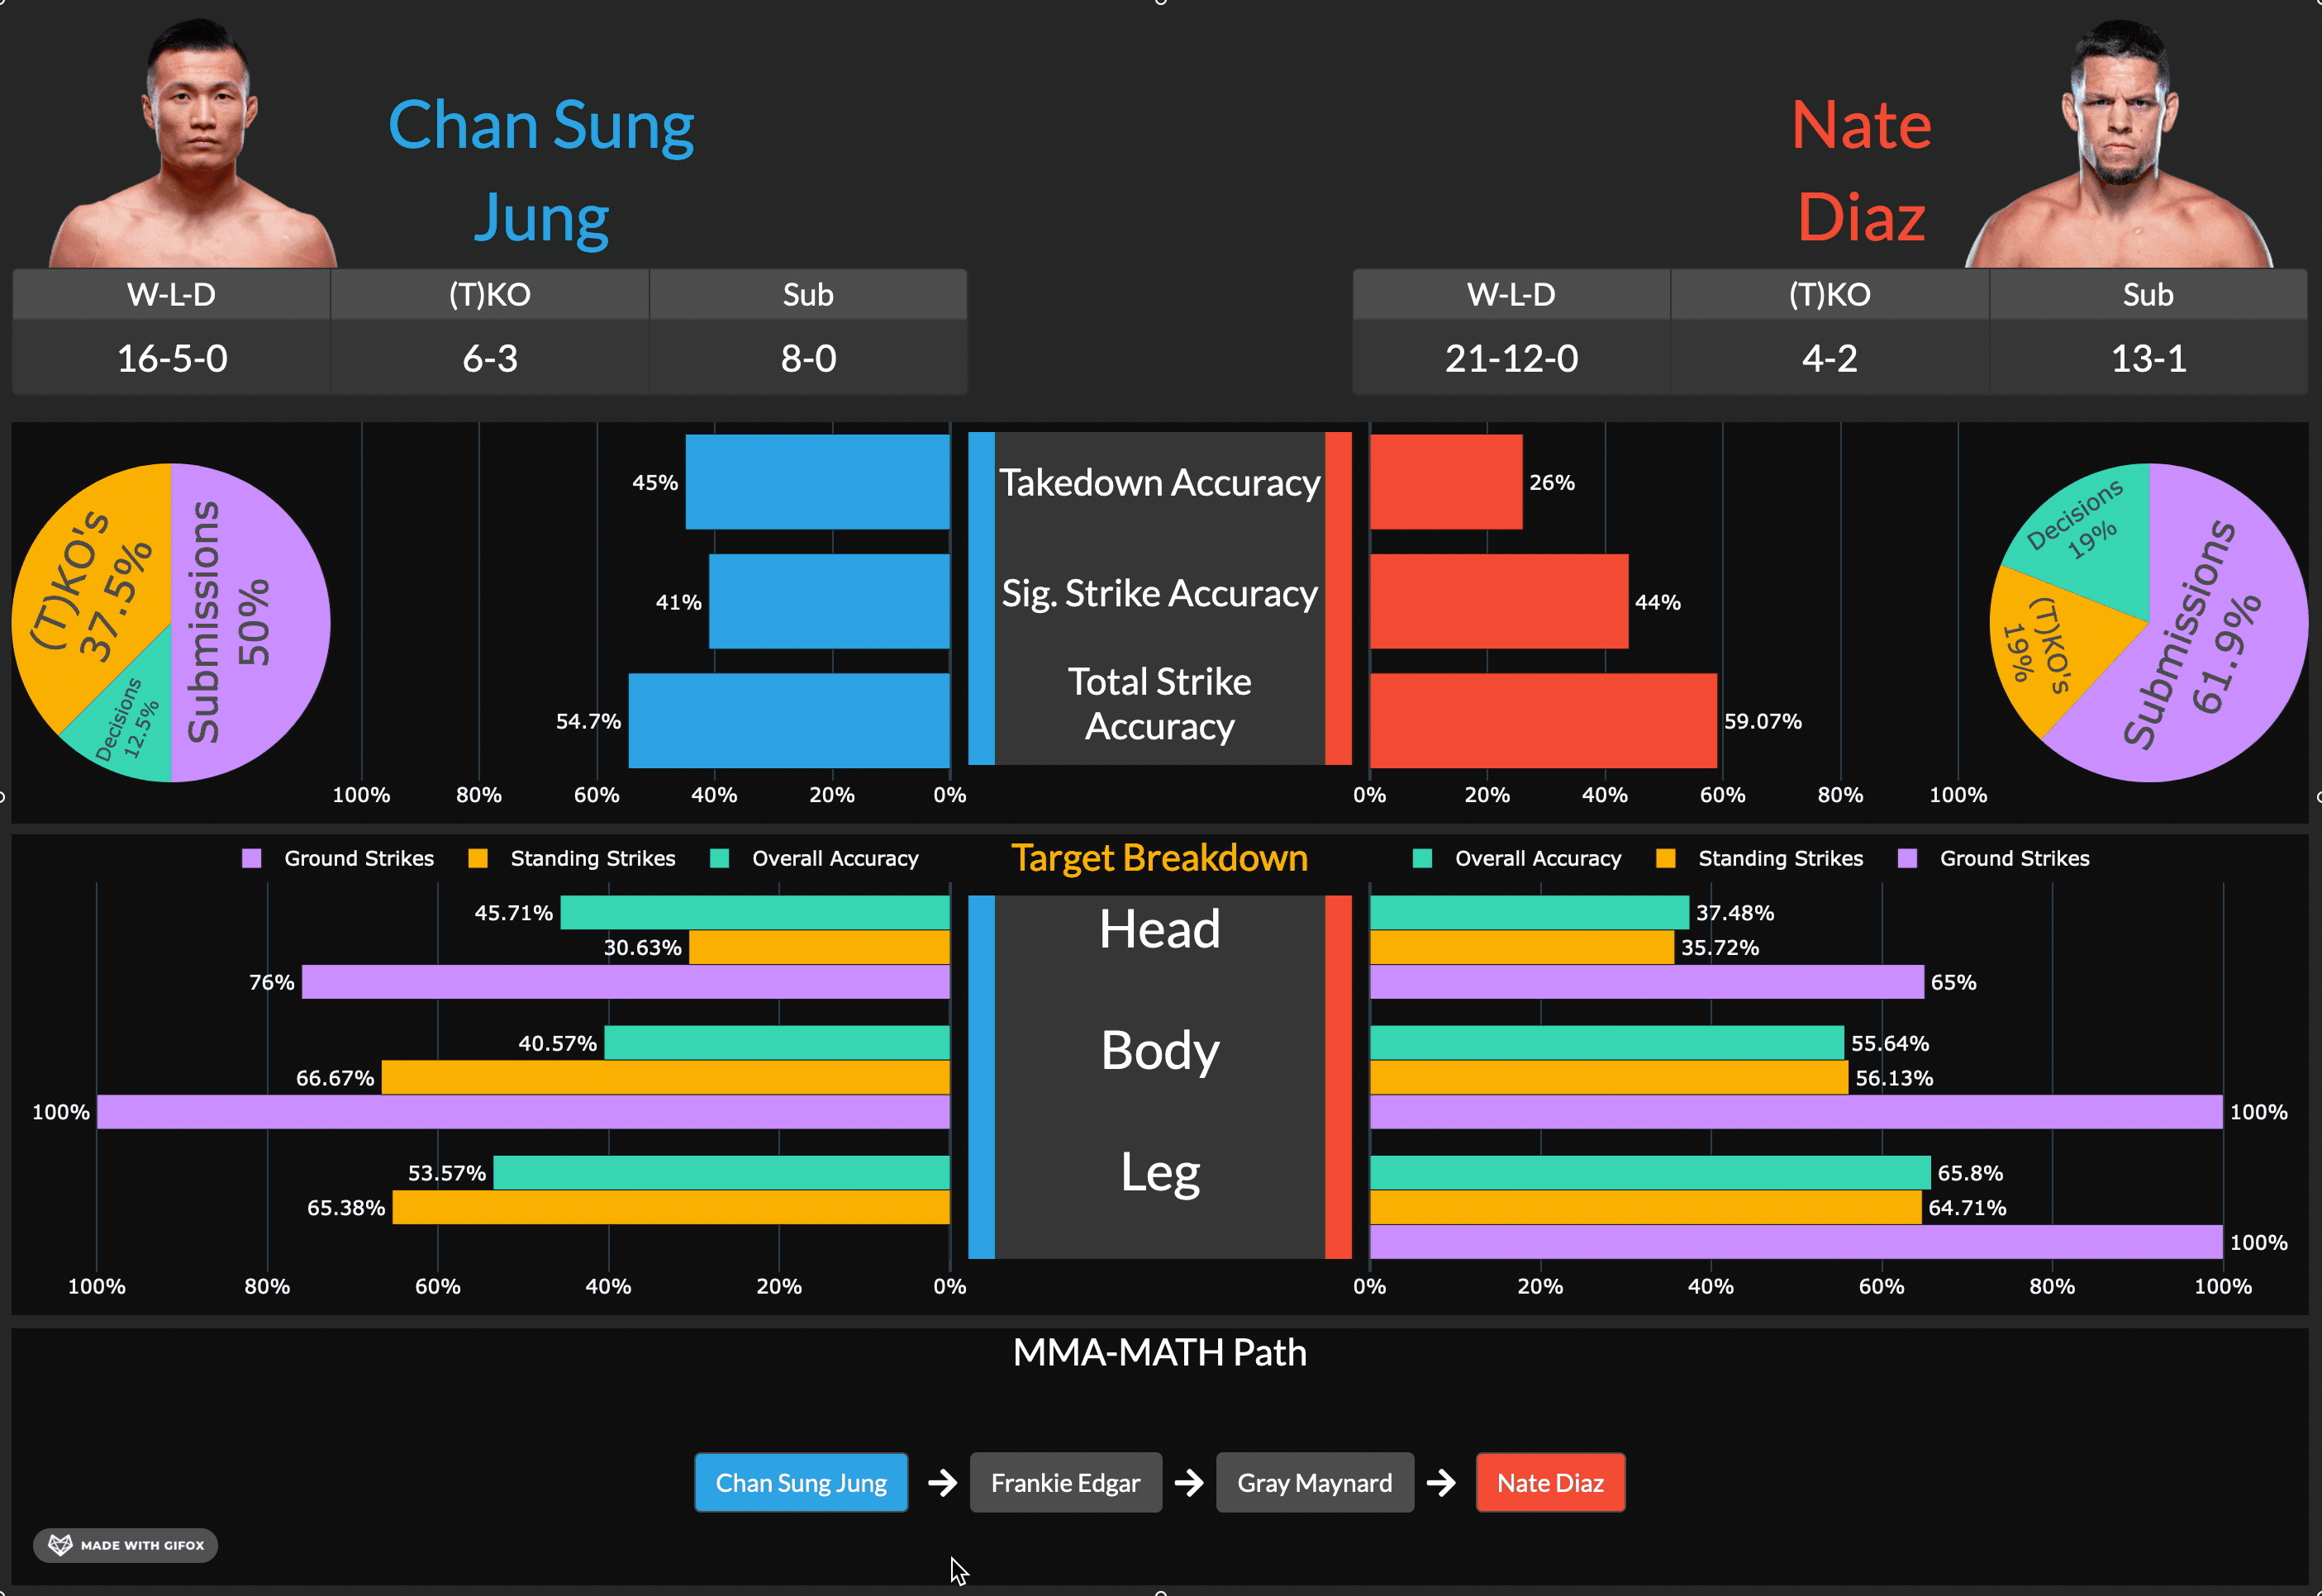 Chan Sung
Jung
Nate
Diaz
W-L-D (T)KO Sub
16-5-0 6-3 8-0
W-L-D (T)KO Sub
21-12-0 4-2 13-1
(T)KO's
37.5%
Submissions
50%
Decisions
12.5%
45%
41%
54.7%
100% 80% 60% 40% 20% 0%
Takedown Accuracy
Sig. Strike Accuracy
Total Strike
Accuracy
26%
44%
59.07%
0% 20% 40% 60% 80% 100%
Decisions
19%
(T)KO's
19%
Submissions
61.9%
Ground Strikes Standing Strikes Overall Accuracy
Target Breakdown
Overall Accuracy Standing Strikes Ground Strikes
45.71%
30.63%
76%
40.57%
66.67%
100%
53.57%
65.38%
100% 80% 60% 40% 20% 0%
Head
Body
Leg
37.48%
35.72%
65%
55.64%
56.13%
100%
65.8%
64.71%
100%
0% 20% 40% 60% 80% 100%
MMA-MATH Path
Chan Sung Jung → Frankie Edgar → Gray Maynard → Nate Diaz
MADE WITH GIFOX